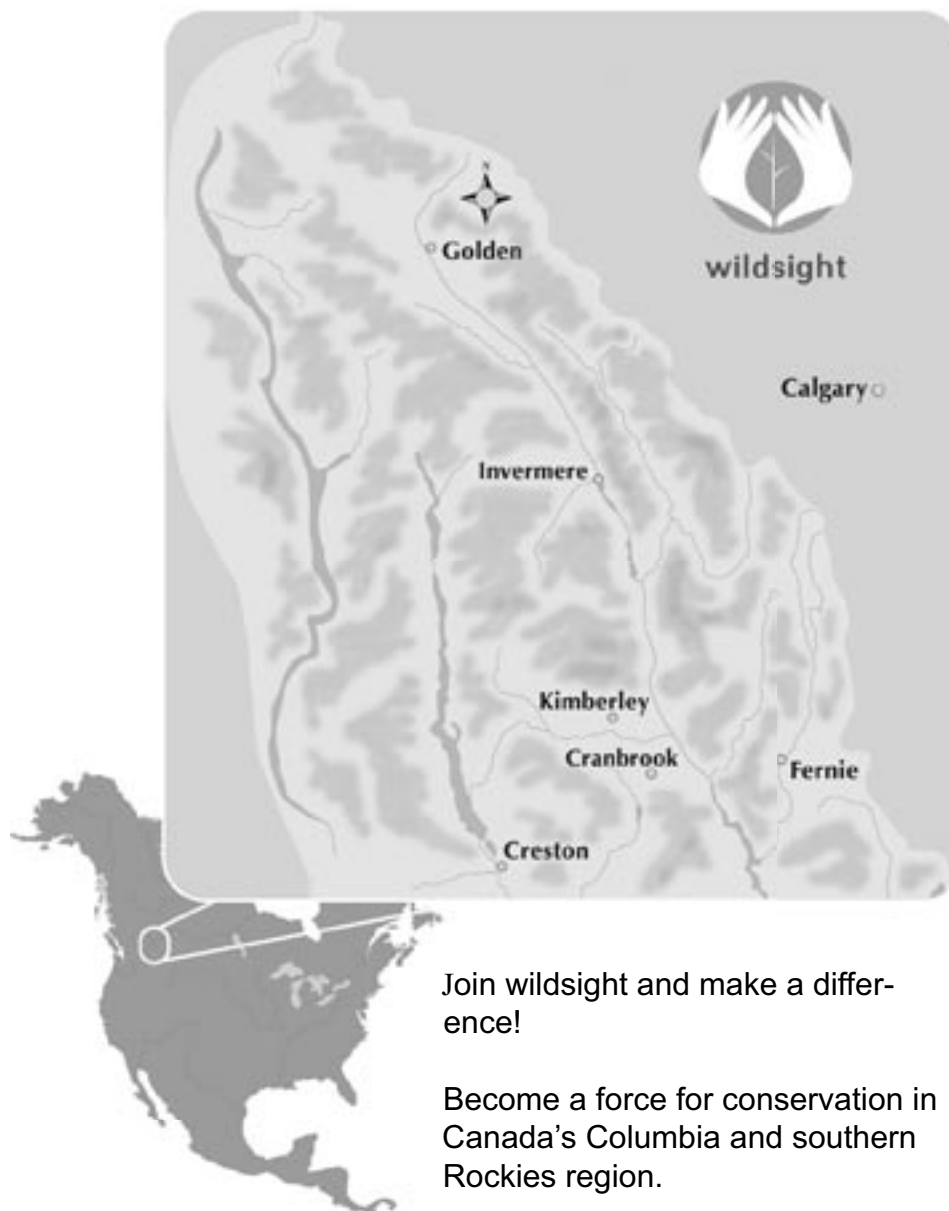 N
Golden
wildsight
Calgary
Invermere
Kimberley
Cranbrook
Fernie
Creston
Join wildsight and make a differ-
ence!
Become a force for conservation in
Canada’s Columbia and southern
Rockies region.